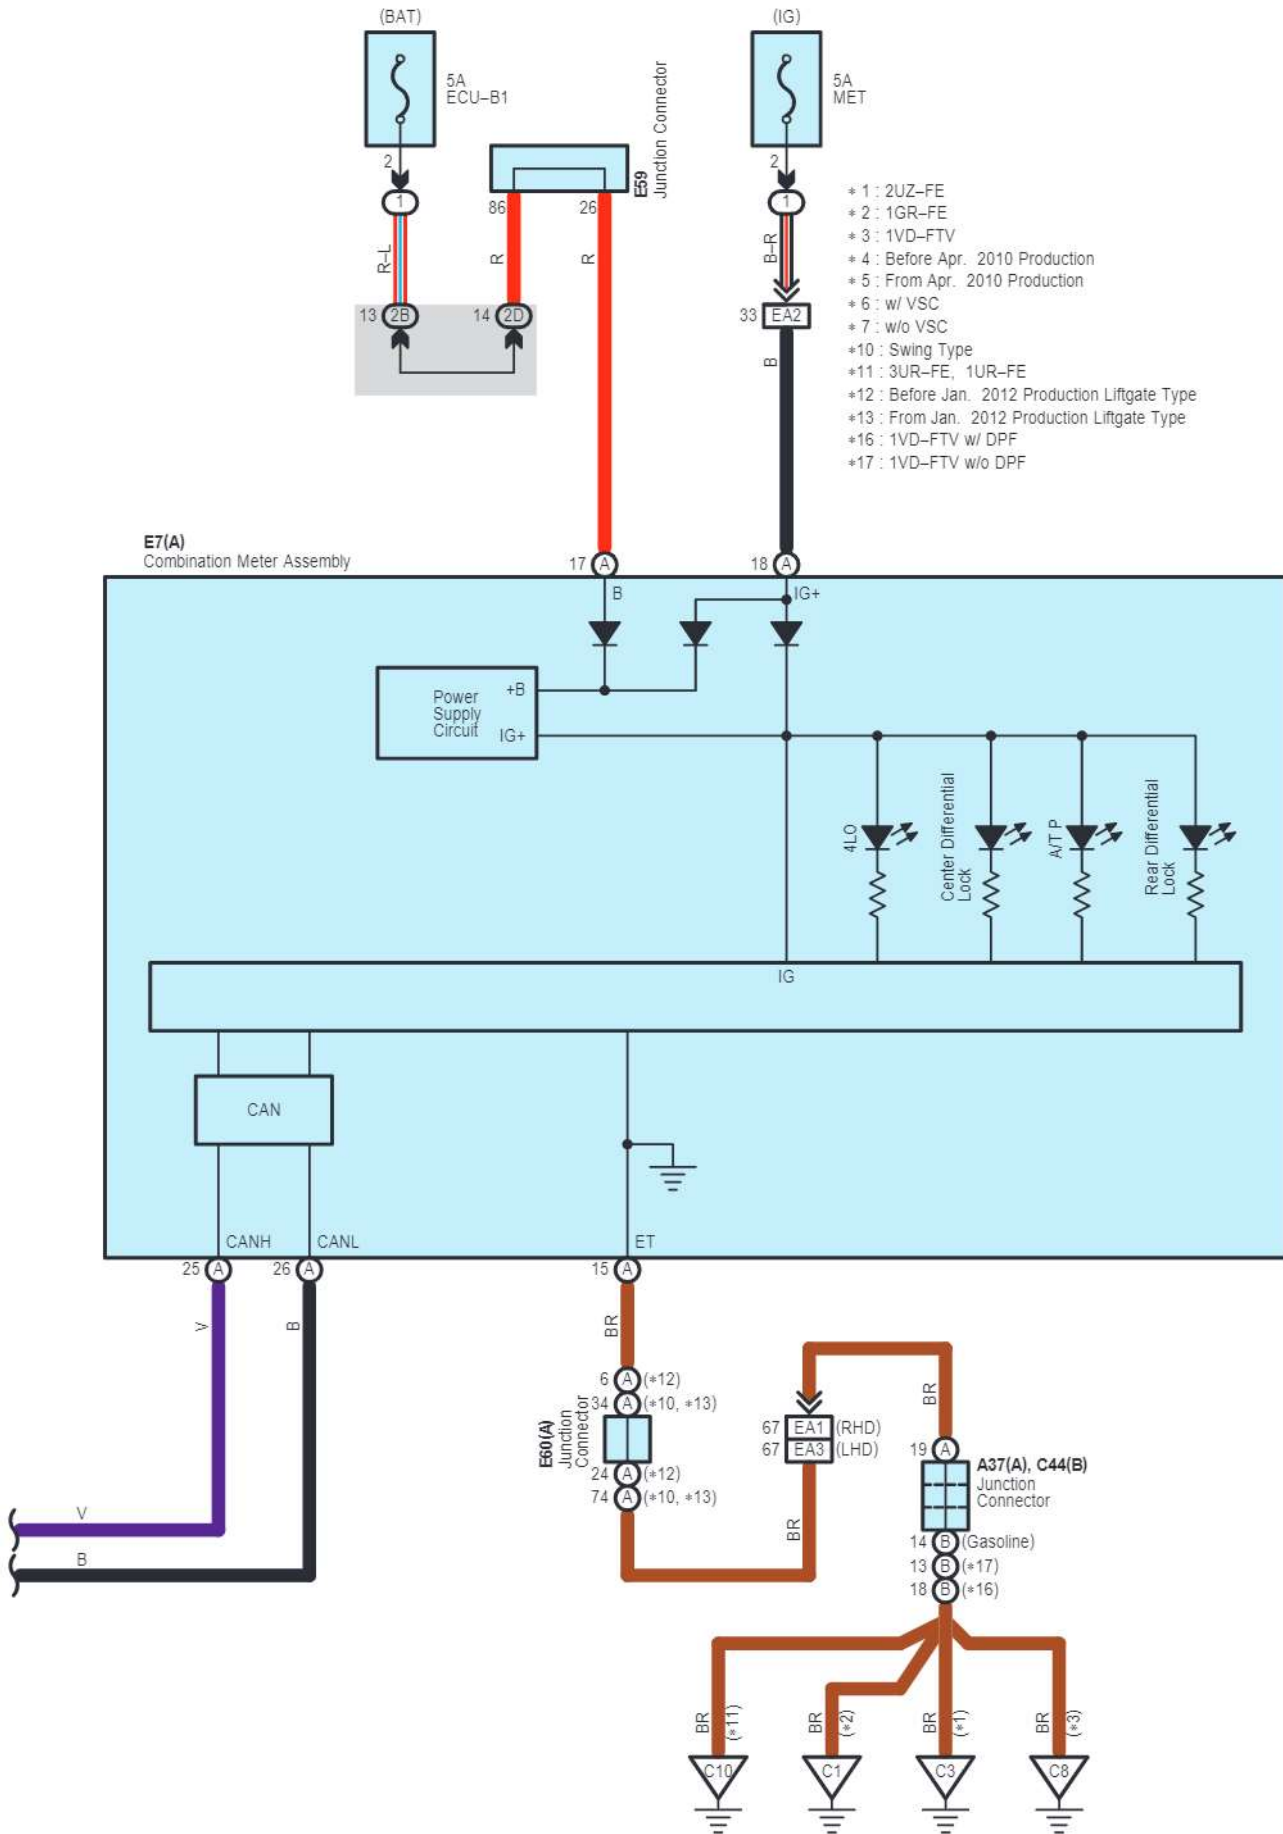 (BAT)
(IG)
5A
ECU–B1
5A
MET
E59
Junction Connector
2
2
1
1
86
26
R–L
R
R
B–R
13 2B
14 2D
33 EA2
B
∗ 1 : 2UZ–FE
∗ 2 : 1GR–FE
∗ 3 : 1VD–FTV
∗ 4 : Before Apr. 2010 Production
∗ 5 : From Apr. 2010 Production
∗ 6 : w/ VSC
∗ 7 : w/o VSC
∗10 : Swing Type
∗11 : 3UR–FE, 1UR–FE
∗12 : Before Jan. 2012 Production Liftgate Type
∗13 : From Jan. 2012 Production Liftgate Type
∗16 : 1VD–FTV w/ DPF
∗17 : 1VD–FTV w/o DPF
E7(A)
Combination Meter Assembly
17 A
18 A
B
IG+
Power
Supply
Circuit
+B
IG+
4LO
Center Differential
Lock
A/T P
Rear Differential
Lock
IG
CAN
CANH
CANL
ET
25 A
26 A
15 A
V
B
BR
6 A (∗12)
34 A (∗10, ∗13)
E60(A)
Junction
Connector
24 A (∗12)
74 A (∗10, ∗13)
67 EA1 (RHD)
67 EA3 (LHD)
BR
BR
19 A
A37(A), C44(B)
Junction
Connector
14 B (Gasoline)
13 B (∗17)
18 B (∗16)
V
B
BR
(∗11)
BR
(∗2)
BR
(∗1)
BR
(∗3)
C10
C1
C3
C8